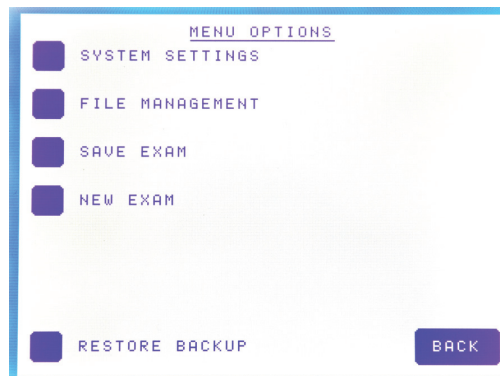 MENU OPTIONS
SYSTEM SETTINGS
FILE MANAGEMENT
SAVE EXAM
NEW EXAM
RESTORE BACKUP
BACK